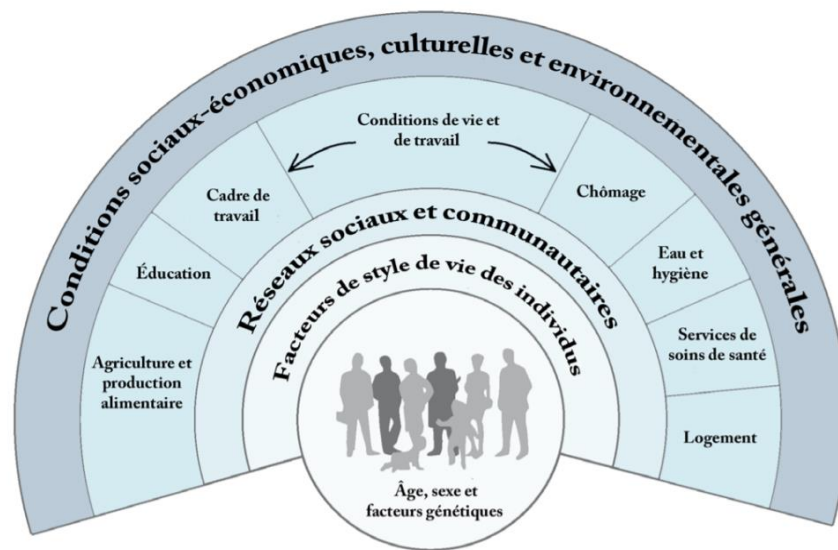 Conditions sociaux-économiques, culturelles et environnementales générales
Conditions de vie et
de travail
Cadre de
travail
Chômage
Éducation
Eau et
hygiène
Agriculture et
production
alimentaire
Services de
soins de santé
Logement
Réseaux sociaux et communautaires
Facteurs de style de vie des individus
Âge, sexe et
facteurs génétiques